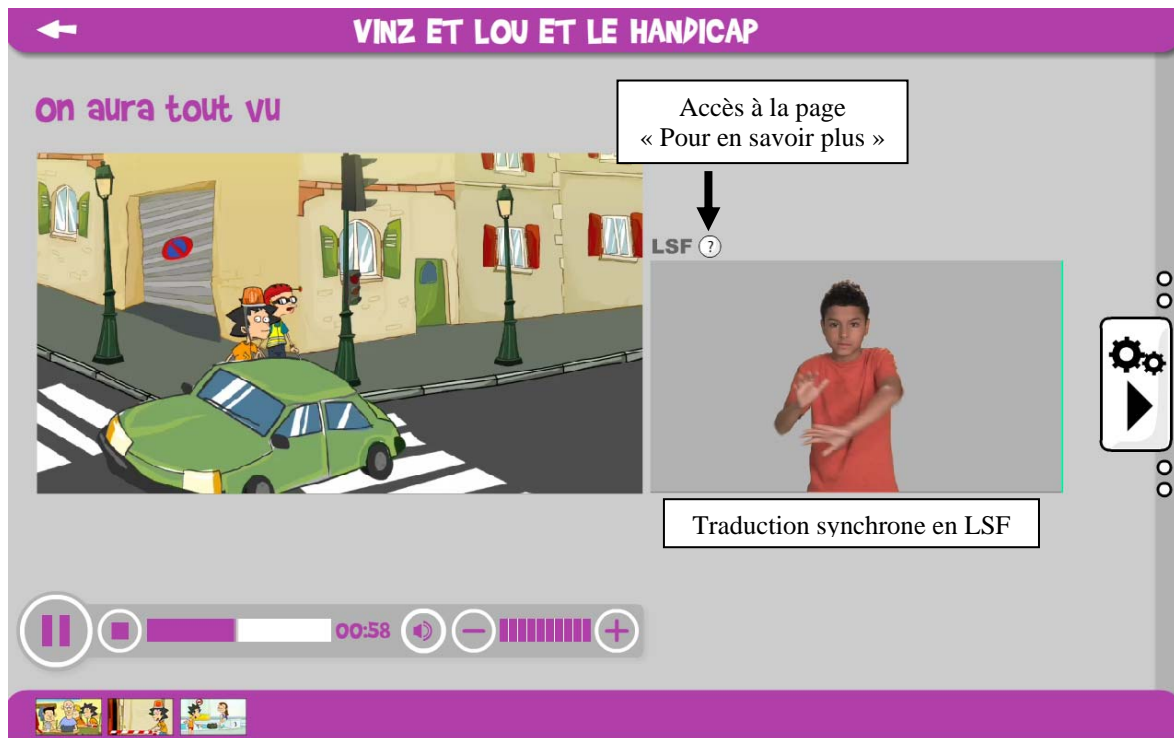 VINZ ET LOU ET LE HANDICAP
On aura tout vu
Accès à la page
« Pour en savoir plus »
LSF ?
Traduction synchrone en LSF
00:58